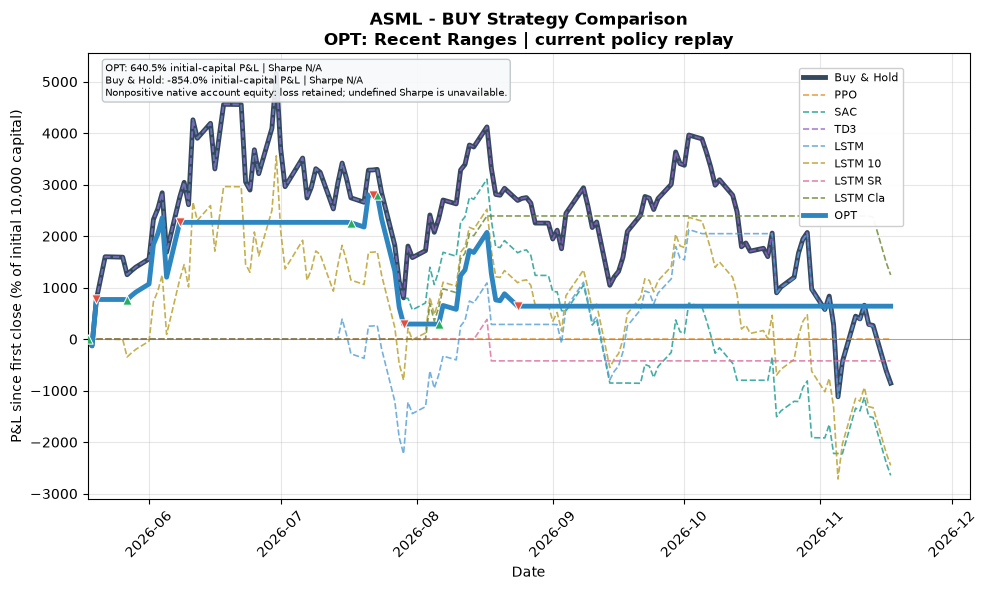 ASML - BUY Strategy Comparison
OPT: Recent Ranges | current policy replay
OPT: 640.5% initial-capital P&L | Sharpe N/A
Buy & Hold: -854.0% initial-capital P&L | Sharpe N/A
Nonpositive native account equity: loss retained; undefined Sharpe is unavailable.
Buy & Hold
PPO
SAC
TD3
LSTM
LSTM 10
LSTM SR
LSTM Cla
OPT
P&L since first close (% of initial 10,000 capital)
5000
4000
3000
2000
1000
0
−1000
−2000
−3000
2026-06
2026-07
2026-08
2026-09
2026-10
2026-11
2026-12
Date